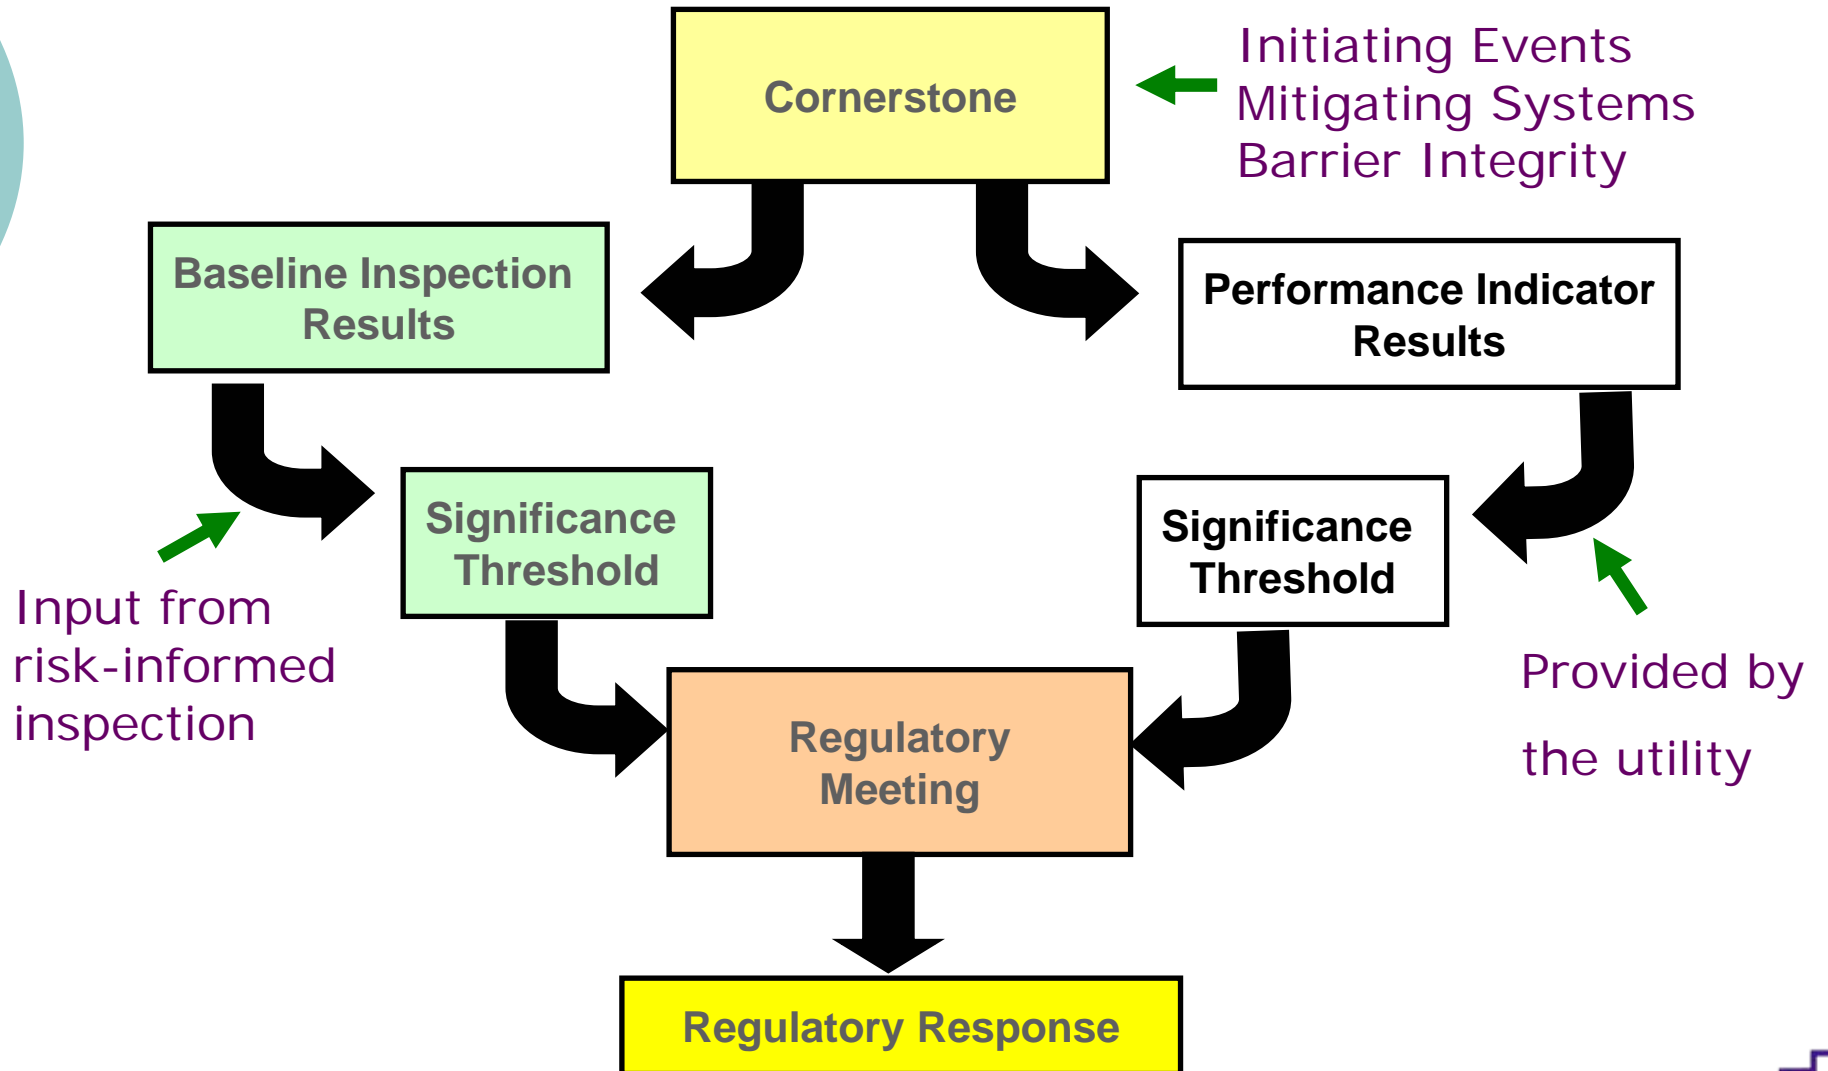 Cornerstone
Initiating Events
Mitigating Systems
Barrier Integrity
Baseline Inspection
Results
Performance Indicator
Results
Significance
Threshold
Significance
Threshold
Input from
risk-informed
inspection
Provided by
the utility
Regulatory
Meeting
Regulatory Response